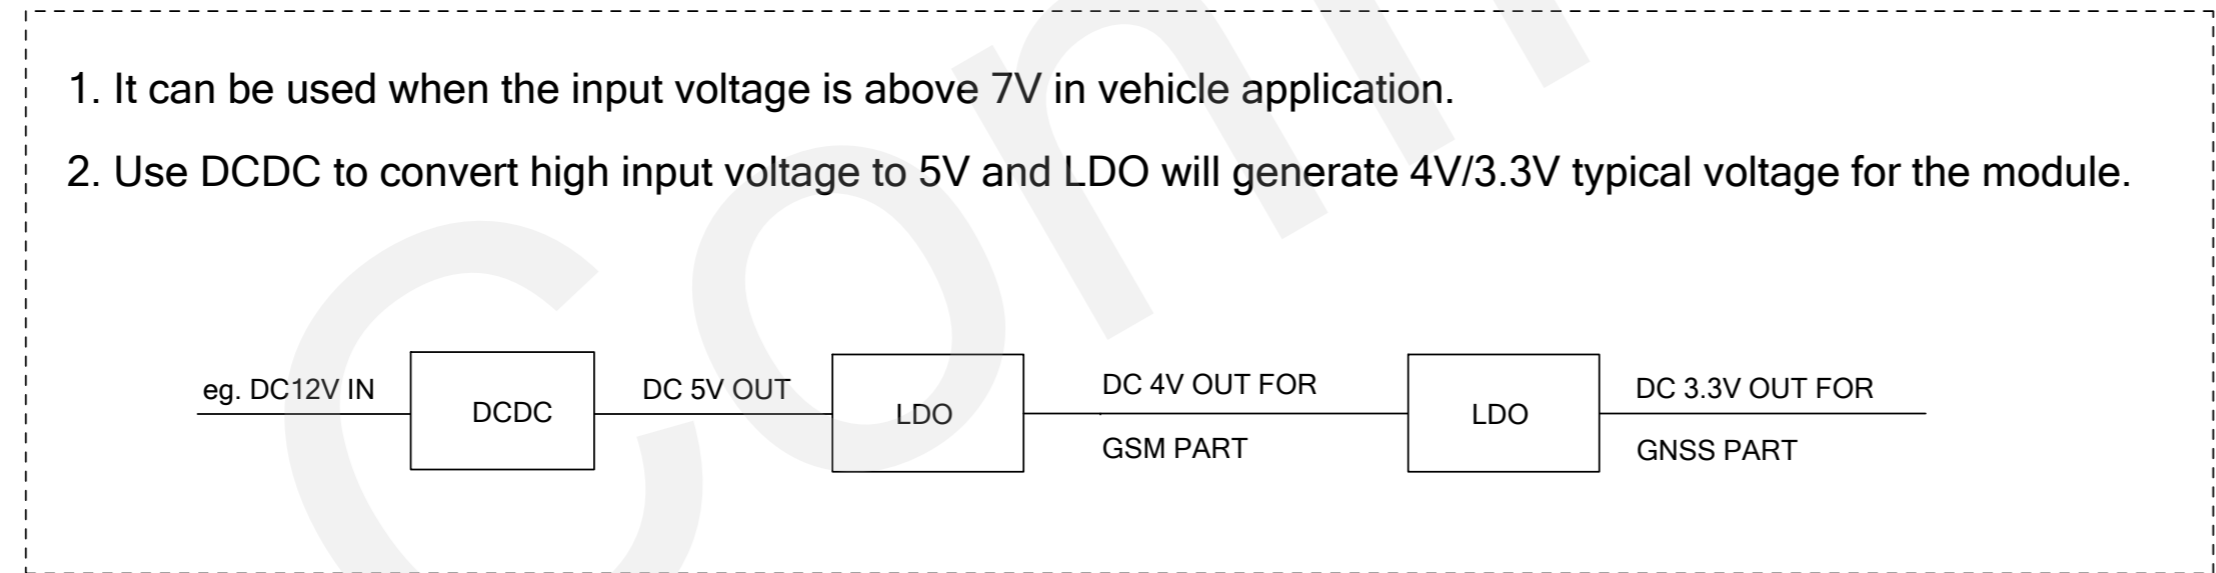 1. It can be used when the input voltage is above 7V in vehicle application.
2. Use DCDC to convert high input voltage to 5V and LDO will generate 4V/3.3V typical voltage for the module.
eg. DC12V IN
DCDC
DC 5V OUT
LDO
DC 4V OUT FOR
GSM PART
LDO
DC 3.3V OUT FOR
GNSS PART